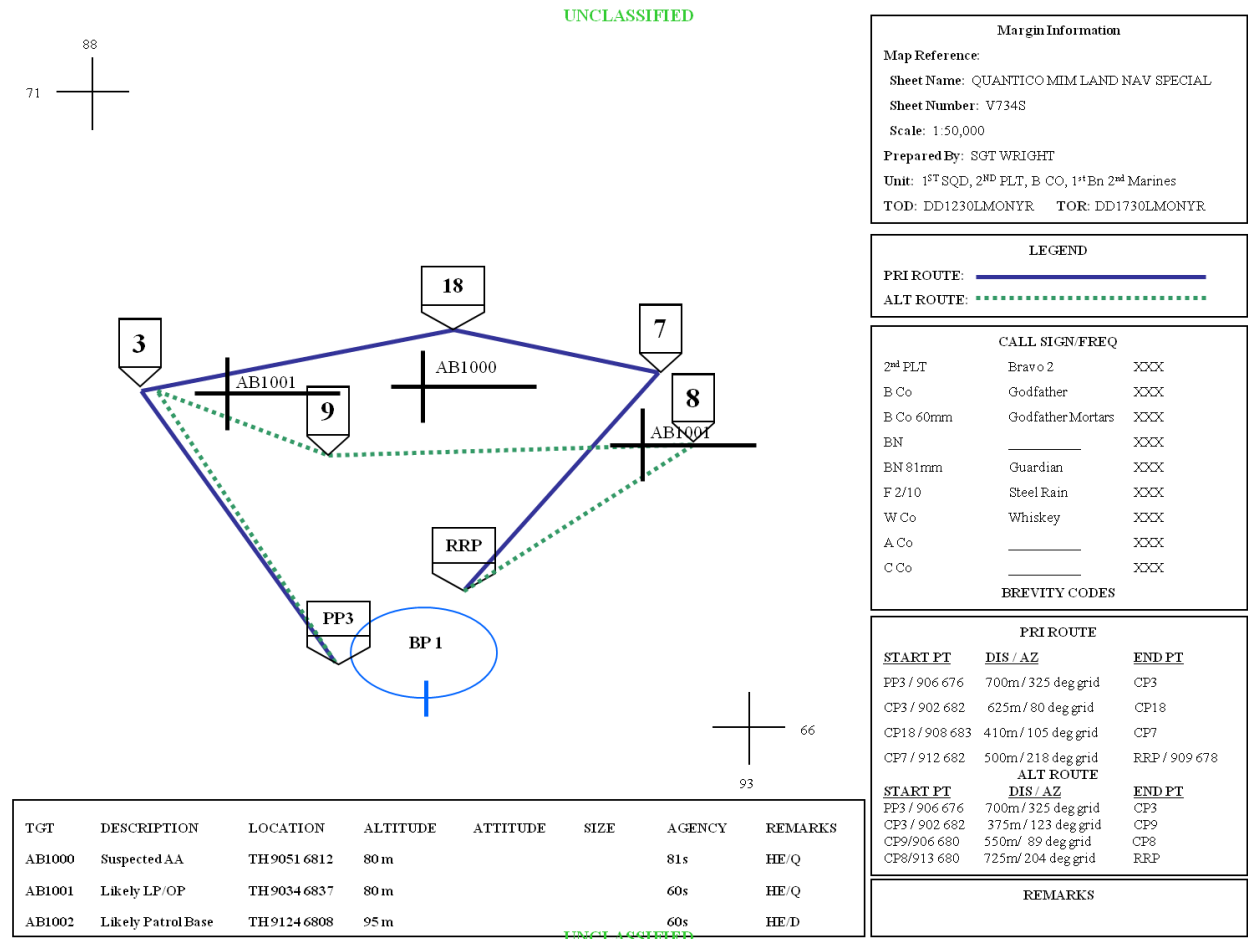 UNCLASSIFIED
88
71
18
3
7
AB1001
AB1000
9
8
AB1001
RRP
PP3
BP 1
66
93
Margin Information
Map Reference:
Sheet Name: QUANTICO MIM LAND NAV SPECIAL
Sheet Number: V734S
Scale: 1:50,000
Prepared By: SGT WRIGHT
Unit: 1ST SQD, 2ND PLT, B CO, 1st Bn 2nd Marines
TOD: DD1230LMONYR TOR: DD1730LMONYR
LEGEND
PRI ROUTE:
ALT ROUTE:
CALL SIGN/FREQ
2nd PLT Bravo 2 XXX
B Co Godfather XXX
B Co 60mm Godfather Mortars XXX
BN ___________ XXX
BN 81mm Guardian XXX
F 2/10 Steel Rain XXX
W Co Whiskey XXX
A Co ___________ XXX
C Co ___________ XXX
BREVITY CODES
PRI ROUTE
START PT DIS / AZ END PT
PP3 / 906 676 700m / 325 deg grid CP3
CP3 / 902 682 625m / 80 deg grid CP18
CP18 / 908 683 410m / 105 deg grid CP7
CP7 / 912 682 500m / 218 deg grid RRP / 909 678
ALT ROUTE
START PT DIS / AZ END PT
PP3 / 906 676 700m / 325 deg grid CP3
CP3 / 902 682 375m / 123 deg grid CP9
CP9/906 680 550m/ 89 deg grid CP8
CP8/913 680 725m/ 204 deg grid RRP
REMARKS
TGT DESCRIPTION LOCATION ALTITUDE ATTITUDE SIZE AGENCY REMARKS
AB1000 Suspected AA TH 9051 6812 80 m 81s HE/Q
AB1001 Likely LP/OP TH 9034 6837 80 m 60s HE/Q
AB1002 Likely Patrol Base TH 9124 6808 95 m 60s HE/D
UNCLASSIFIED